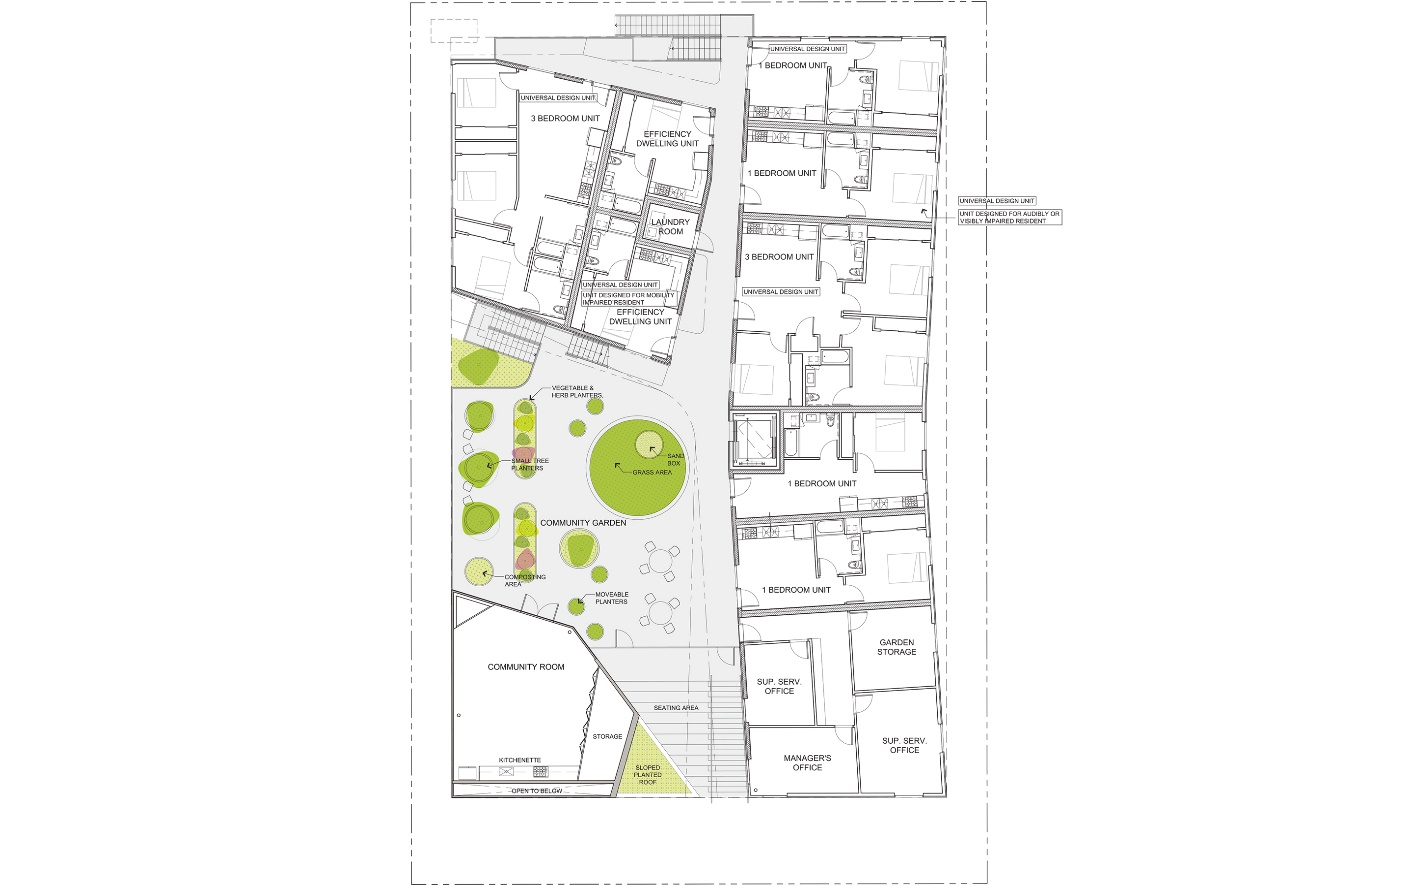 UNIVERSAL DESIGN UNIT
1 BEDROOM UNIT
UNIVERSAL DESIGN UNIT
3 BEDROOM UNIT
EFFICIENCY
DWELLING UNIT
1 BEDROOM UNIT
UNIVERSAL DESIGN UNIT
UNIT DESIGNED FOR AUDIBLY OR
VISIBLY IMPAIRED RESIDENT
LAUNDRY
ROOM
3 BEDROOM UNIT
UNIVERSAL DESIGN UNIT
UNIVERSAL DESIGN UNIT
UNIT DESIGNED FOR MOBILITY
IMPAIRED RESIDENT
EFFICIENCY
DWELLING UNIT
VEGETABLE &
HERB PLANTERS
SMALL TREE
PLANTERS
SAND
BOX
GRASS AREA
1 BEDROOM UNIT
COMMUNITY GARDEN
COMPOSTING
AREA
MOVEABLE
PLANTERS
1 BEDROOM UNIT
GARDEN
STORAGE
COMMUNITY ROOM
SUP. SERV.
OFFICE
SEATING AREA
STORAGE
SUP. SERV.
OFFICE
KITCHENETTE
MANAGER'S
OFFICE
SLOPED
PLANTED
ROOF
OPEN TO BELOW